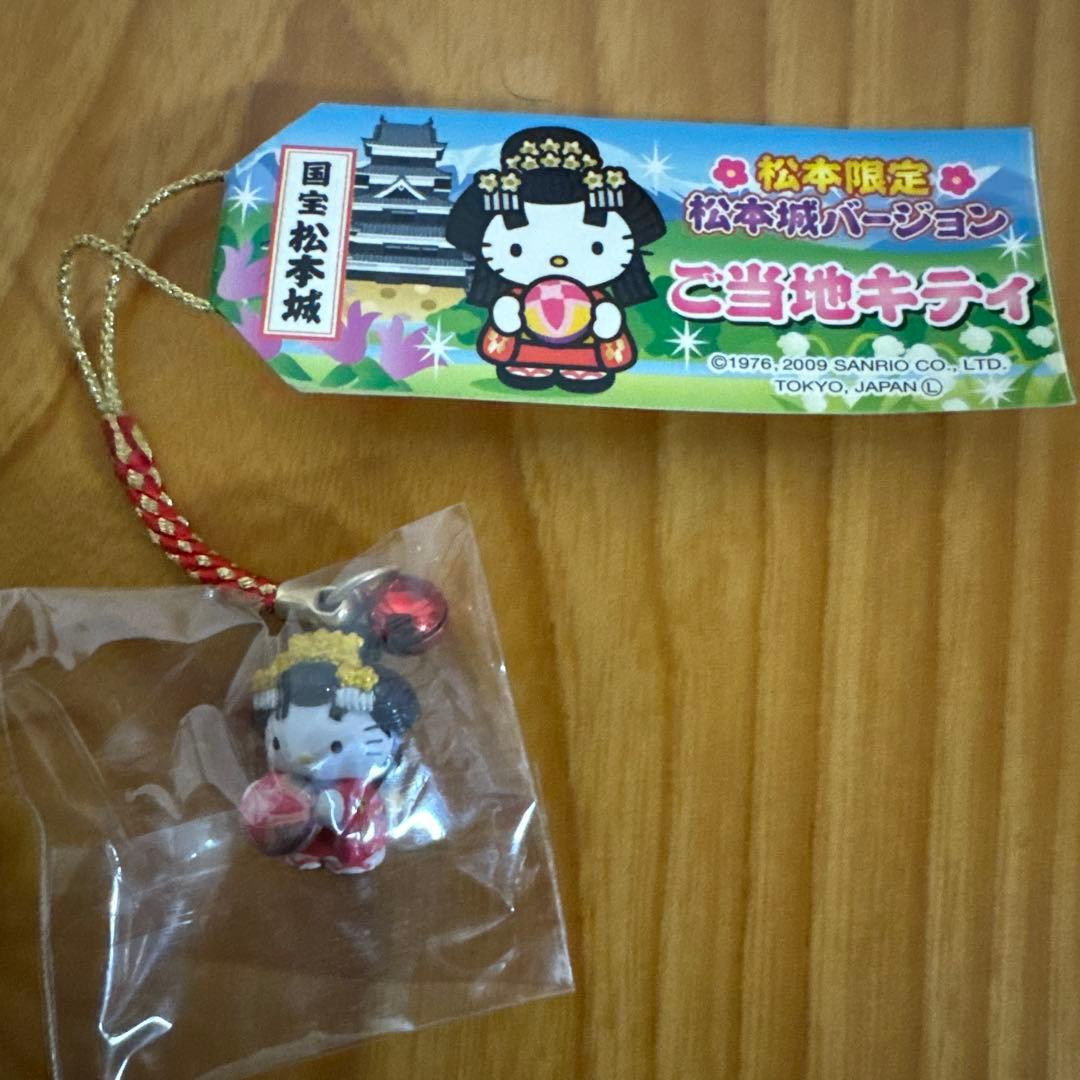 国宝松本城
松本限定
松本城バージョン
ご当地キティ
©1976, 2009 SANRIO CO., LTD.
TOKYO, JAPAN Ⓛ